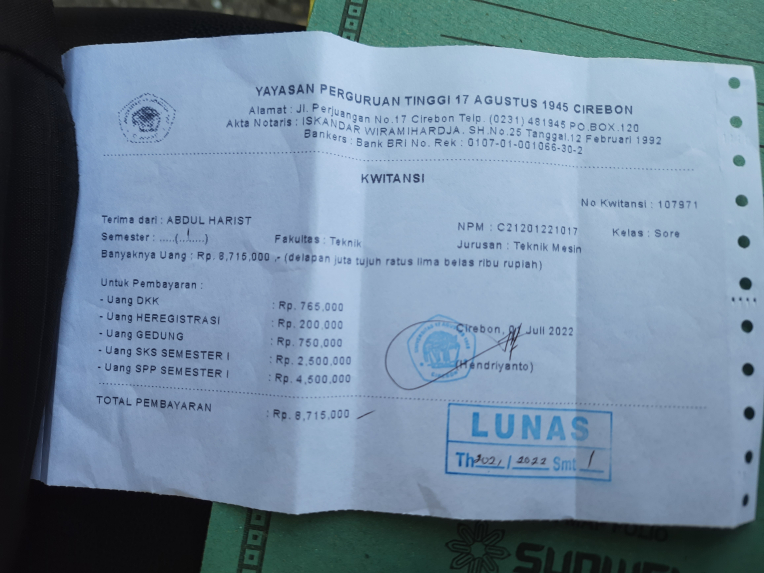 YAYASAN PERGURUAN TINGGI 17 AGUSTUS 1945 CIREBON
Alamat : Jl. Perjuangan No.17 Cirebon Telp. (0231) 481945 PO.BOX.120
Akta Notaris : ISKANDAR WIRAMIHARDJA. SH.No.25 Tanggal.12 Februari 1992
Bankers : Bank BRI No. Rek : 0107-01-001066-30-2
KWITANSI
No Kwitansi : 107971
Terima dari : ABDUL HARIST NPM : C21201221017 Kelas : Sore
Semester : .....(..1.....) Fakultas : Teknik Jurusan : Teknik Mesin
Banyaknya Uang : Rp. 8,715,000 ,- (delapan juta tujuh ratus lima belas ribu rupiah)
Untuk Pembayaran :
- Uang DKK : Rp. 765,000
- Uang HEREGISTRASI : Rp. 200,000
- Uang GEDUNG : Rp. 750,000
- Uang SKS SEMESTER I : Rp. 2,500,000
- Uang SPP SEMESTER I : Rp. 4,500,000
Cirebon, Juli 2022
(Hendriyanto)
TOTAL PEMBAYARAN : Rp. 8,715,000
LUNAS
Th 2021 / 2022 Smt 1
FOLIO